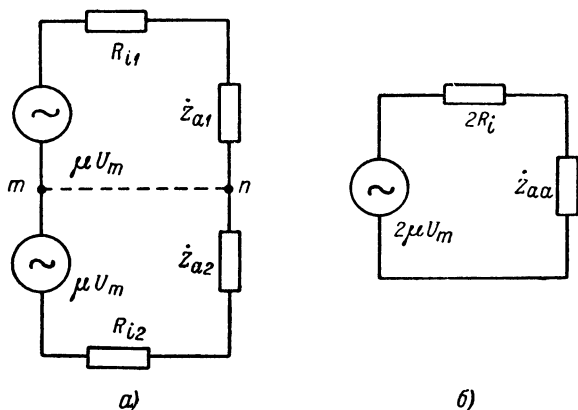 R_{i1}
Ż_{a1}
μU_m
m
n
μU_m
Ż_{a2}
R_{i2}
а)
2R_i
Ż_{aa}
2μU_m
б)